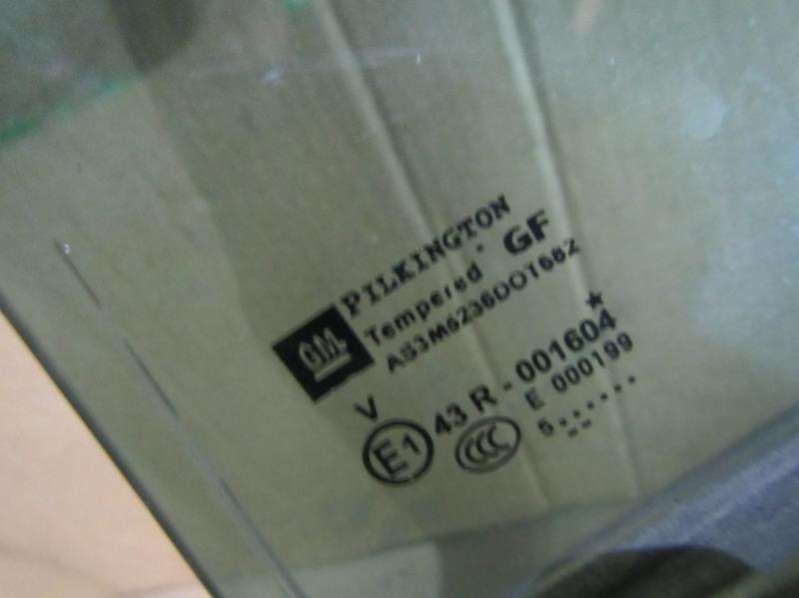 PILKINGTON
GM Tempered GF
AS3M6236DOT682
V 43 R - 001604
E1 CCC E 000199
5......
--